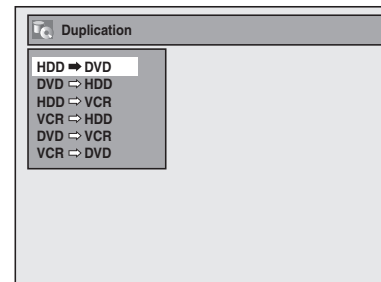 Duplication
HDD ➡ DVD
DVD ⇨ HDD
HDD ⇨ VCR
VCR ⇨ HDD
DVD ⇨ VCR
VCR ⇨ DVD